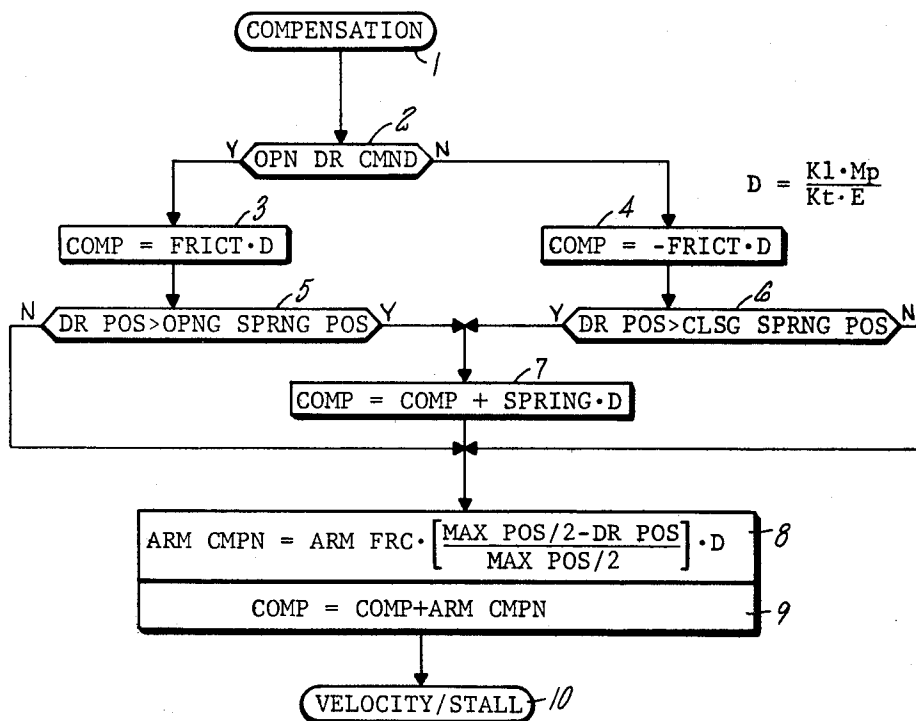 COMPENSATION
1
2
Y OPN DR CMND N
D = Kl·Mp / Kt·E
3
COMP = FRICT·D
4
COMP = -FRICT·D
5
N DR POS>OPNG SPRNG POS Y
6
Y DR POS>CLSG SPRNG POS N
7
COMP = COMP + SPRING·D
ARM CMPN = ARM FRC·[MAX POS/2-DR POS / MAX POS/2]·D
8
COMP = COMP+ARM CMPN
9
VELOCITY/STALL
10